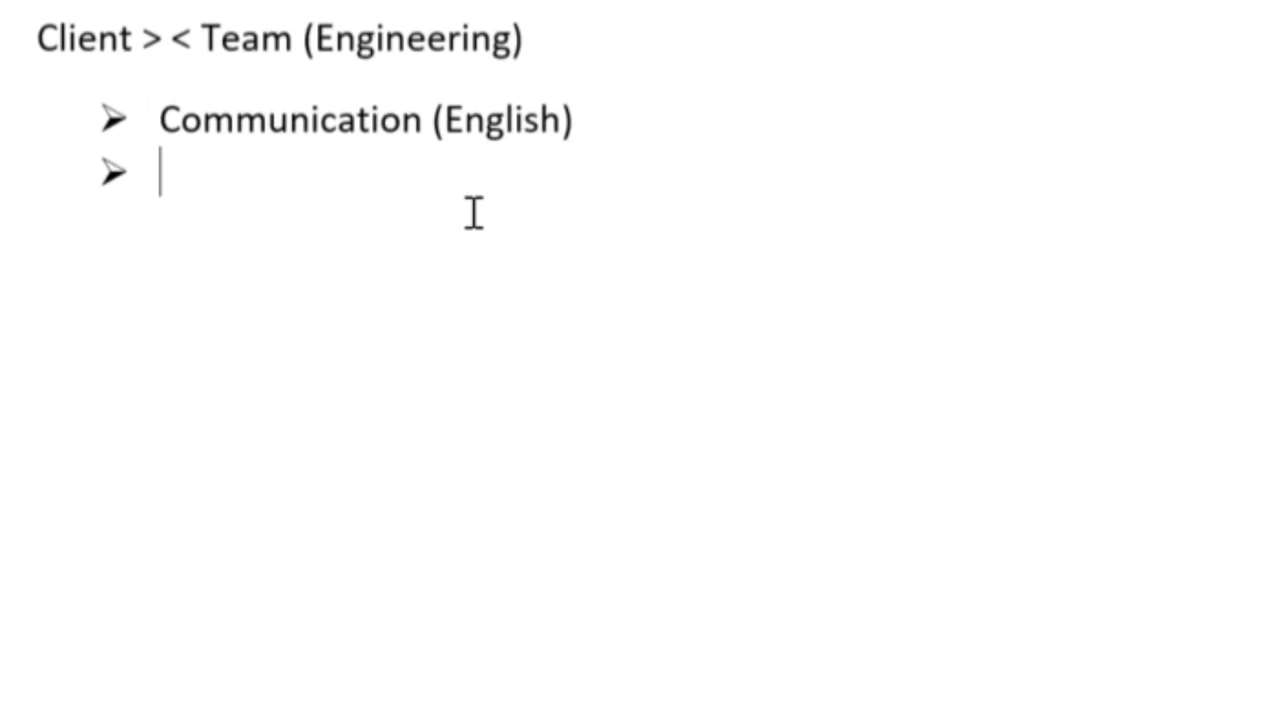 Client > < Team (Engineering)
➢ Communication (English)
➢